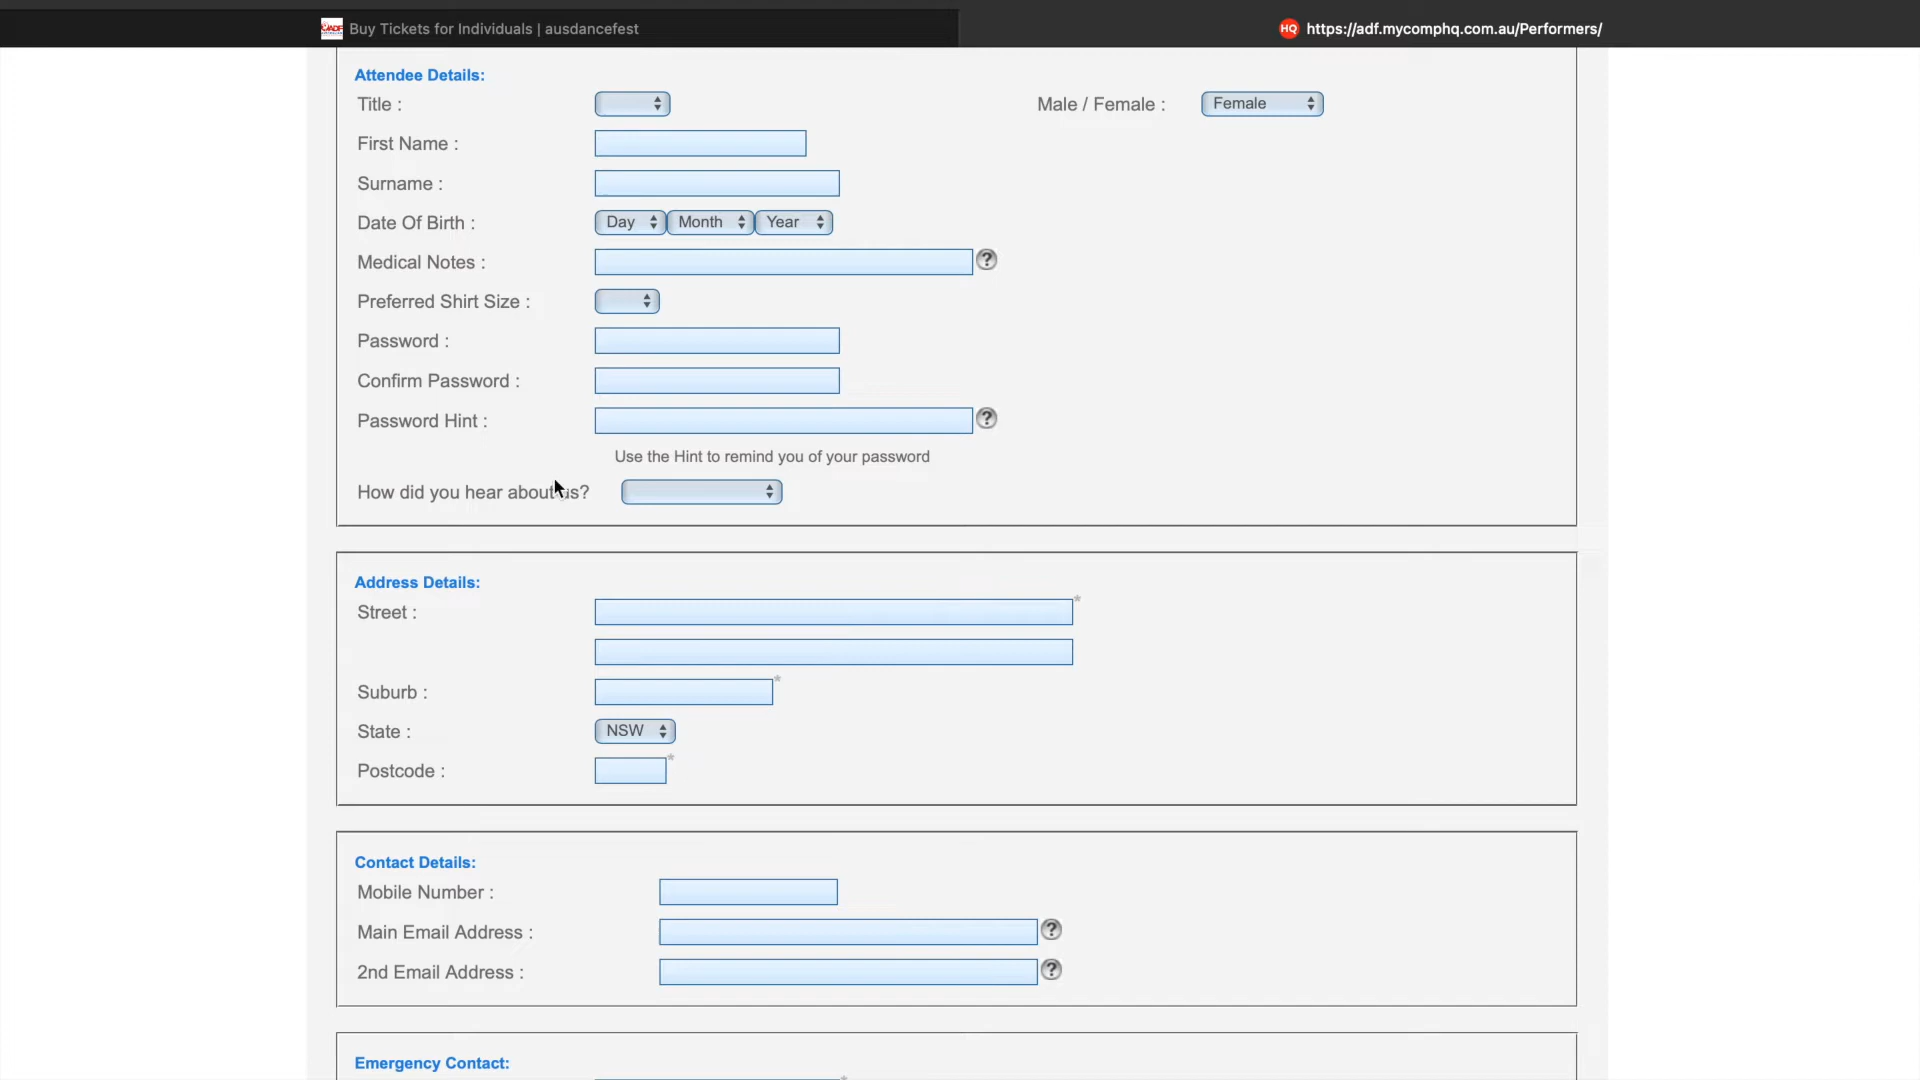 Buy Tickets for Individuals | ausdancefest
HQ https://adf.mycomphq.com.au/Performers/
Attendee Details:
Title :
Male / Female : Female
First Name :
Surname :
Date Of Birth : Day Month Year
Medical Notes : ?
Preferred Shirt Size :
Password :
Confirm Password :
Password Hint : ?
Use the Hint to remind you of your password
How did you hear about us?
Address Details:
Street : *
Suburb : *
State : NSW
Postcode : *
Contact Details:
Mobile Number :
Main Email Address : ?
2nd Email Address : ?
Emergency Contact:
*